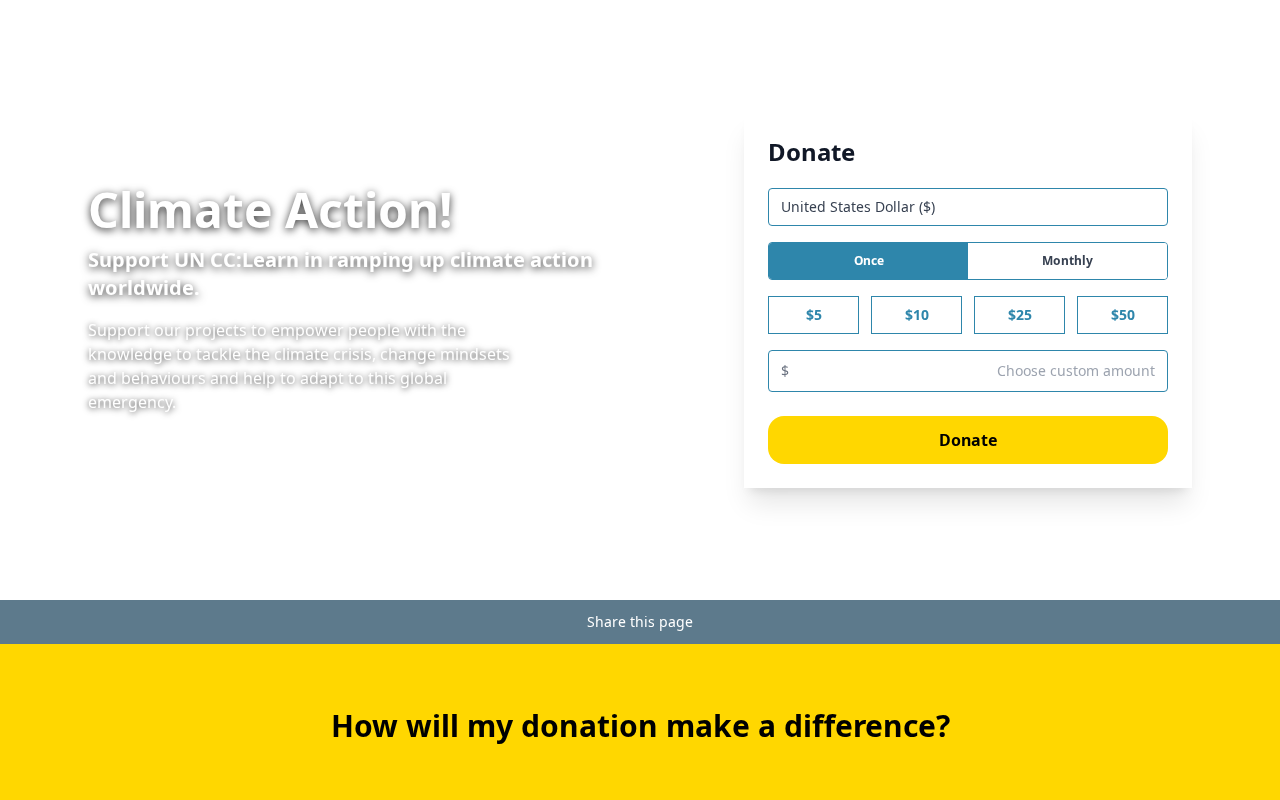 Climate Action!
Support UN CC:Learn in ramping up climate action
worldwide.
Support our projects to empower people with the
knowledge to tackle the climate crisis, change mindsets
and behaviours and help to adapt to this global
emergency.
Donate
United States Dollar ($)
Once Monthly
$5 $10 $25 $50
$ Choose custom amount
Donate
Share this page
How will my donation make a difference?